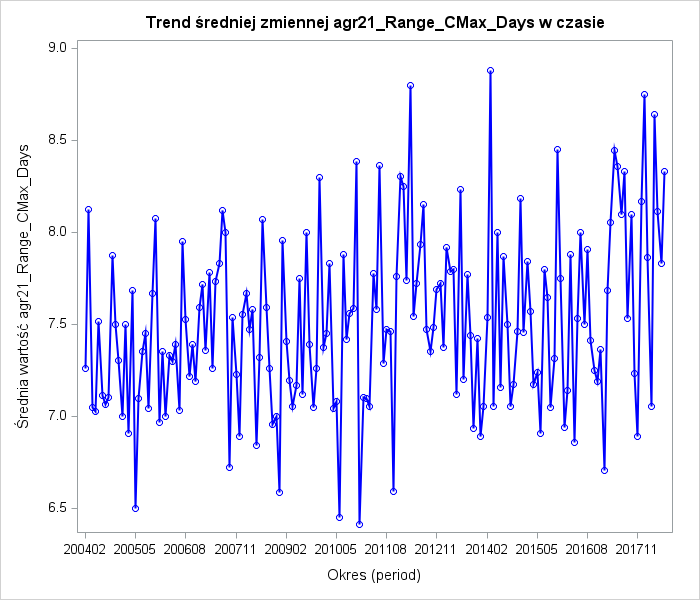 Trend średniej zmiennej agr21_Range_CMax_Days w czasie
9.0
8.5
8.0
7.5
7.0
6.5
Średnia wartość agr21_Range_CMax_Days
200402 200505 200608 200711 200902 201005 201108 201211 201402 201505 201608 201711
Okres (period)